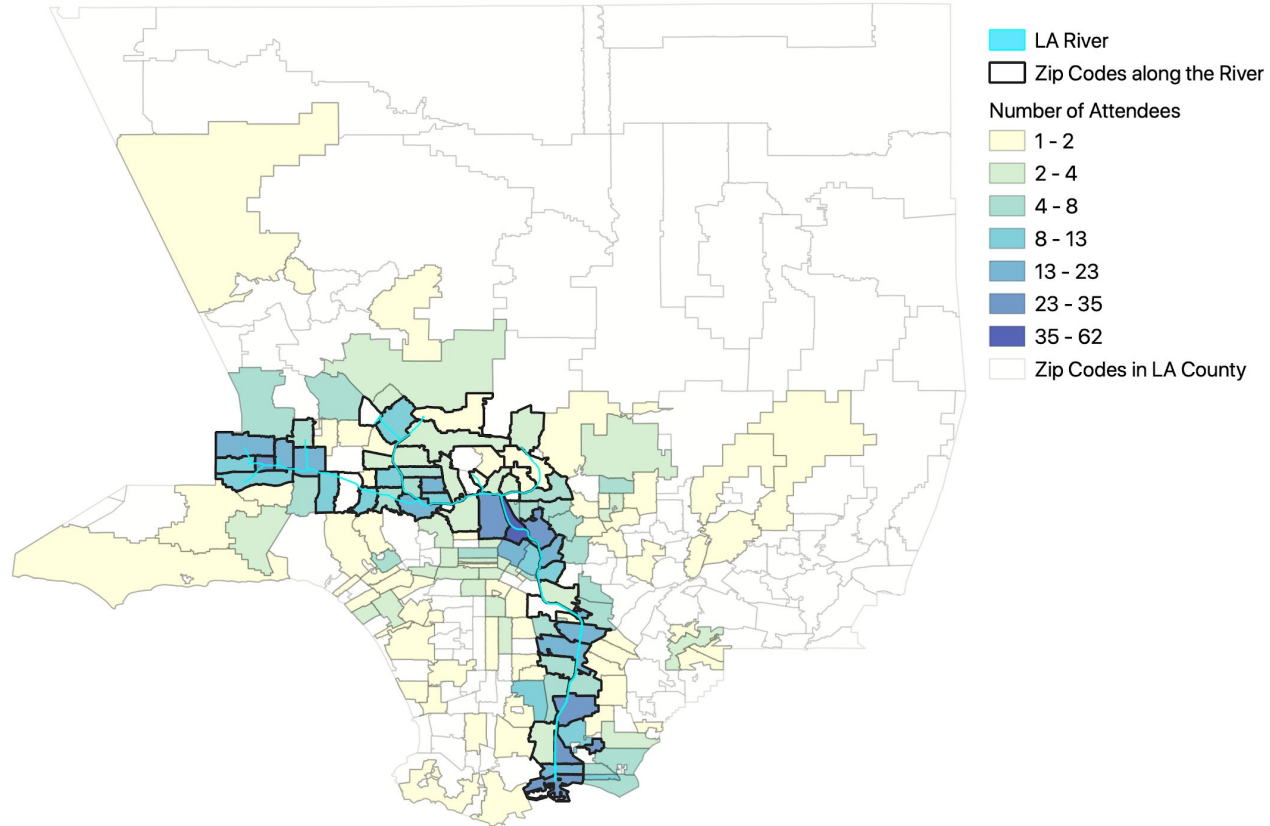 LA River
Zip Codes along the River
Number of Attendees
1 - 2
2 - 4
4 - 8
8 - 13
13 - 23
23 - 35
35 - 62
Zip Codes in LA County